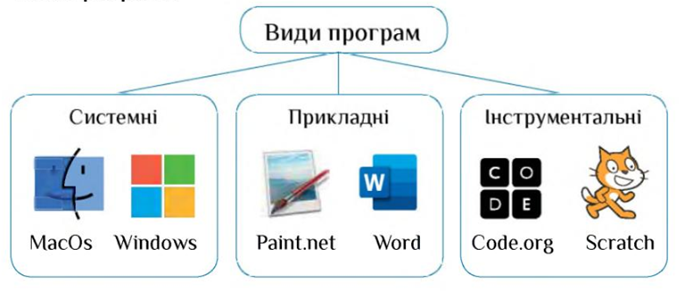 Види програм
Системні
MacOs Windows
Прикладні
W
Paint.net Word
Інструментальні
C O
D E
Code.org Scratch